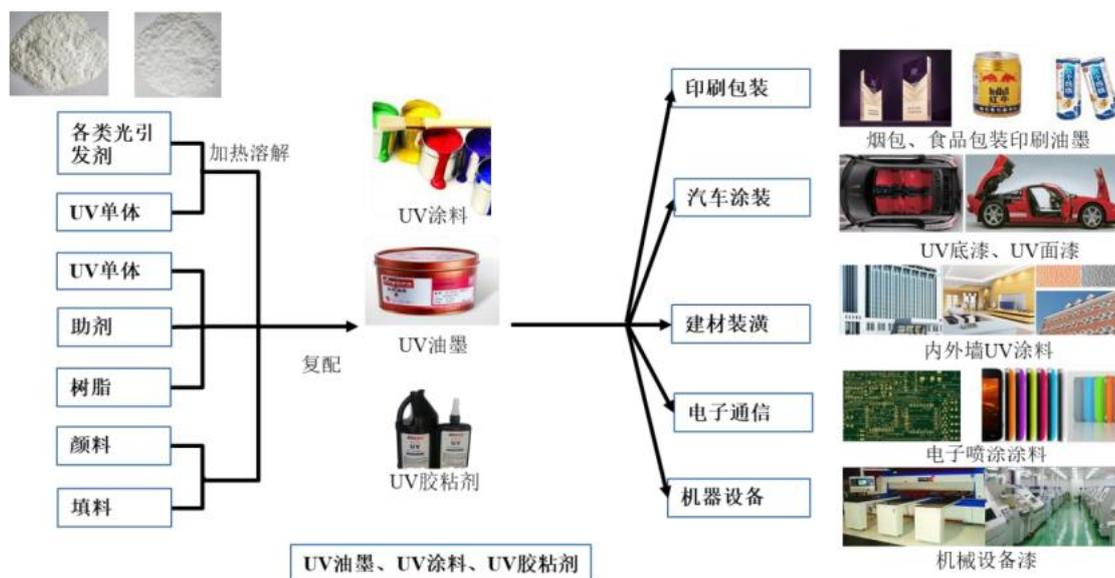 各类光引
发剂
加热溶解
UV单体
UV单体
助剂
树脂
颜料
填料
复配
UV涂料
UV油墨
UV胶粘剂
印刷包装
汽车涂装
建材装潢
电子通信
机器设备
红牛
烟包、食品包装印刷油墨
UV底漆、UV面漆
内外墙UV涂料
电子喷涂涂料
机械设备漆
UV油墨、UV涂料、UV胶粘剂